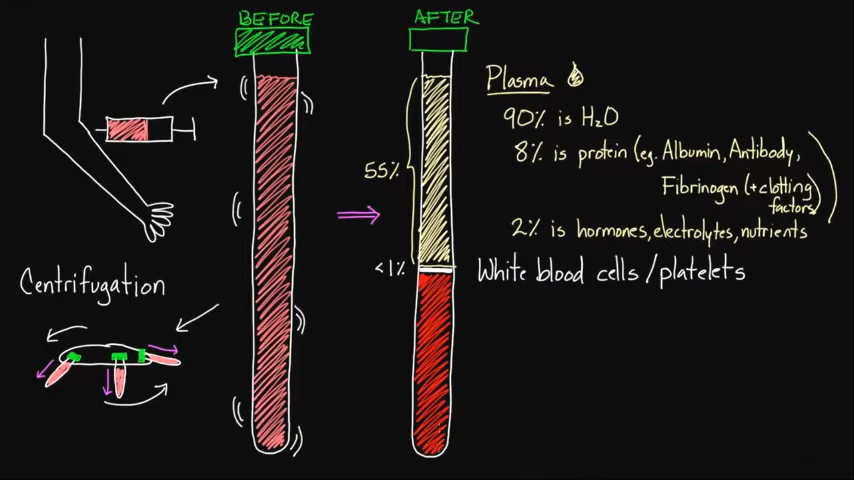 BEFORE
AFTER
Plasma
90% is H₂O
8% is protein (eg. Albumin, Antibody,
Fibrinogen (+clotting
factors)
55%
2% is hormones, electrolytes, nutrients
<1%
White blood cells/platelets
Centrifugation